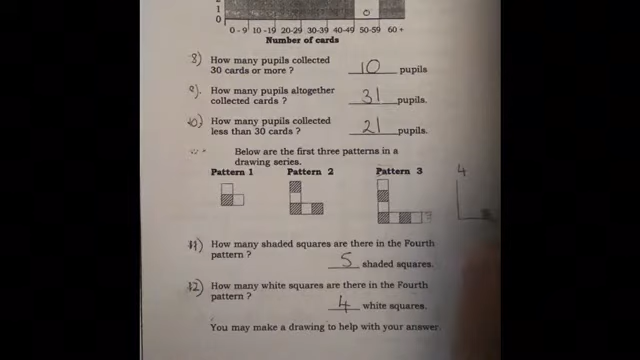 2
1
0
0
0 - 9 10 - 19 20-29 30-39 40-49 50-59 60 +
Number of cards
8) How many pupils collected
30 cards or more ? 10 pupils
9) How many pupils altogether
collected cards ? 31 pupils.
10) How many pupils collected
less than 30 cards ? 21 pupils.
Below are the first three patterns in a
drawing series.
Pattern 1 Pattern 2 Pattern 3 4
11) How many shaded squares are there in the Fourth
pattern ? 5 shaded squares.
12) How many white squares are there in the Fourth
pattern ? 4 white squares.
You may make a drawing to help with your answer.